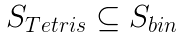 S_{Tetris} ⊆ S_{bin}